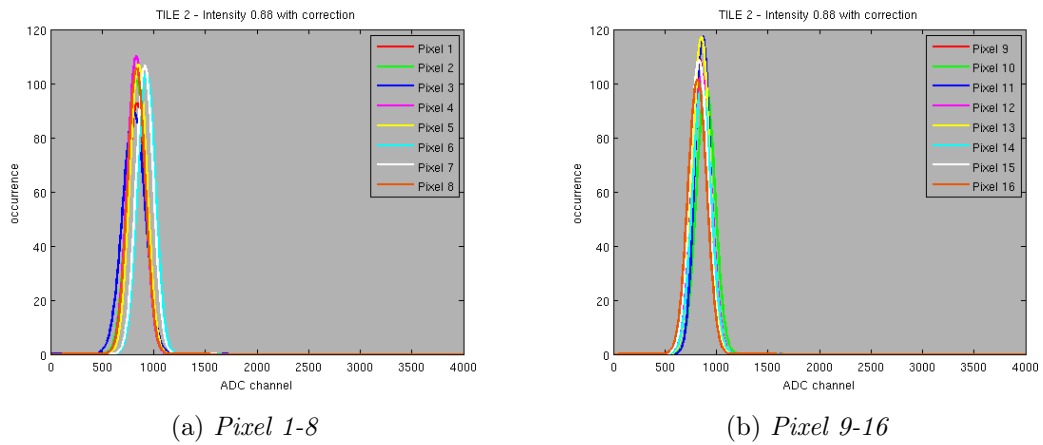 TILE 2 - Intensity 0.88 with correction
120
100
80
60
40
20
0
occurrence
0 500 1000 1500 2000 2500 3000 3500 4000
ADC channel
Pixel 1
Pixel 2
Pixel 3
Pixel 4
Pixel 5
Pixel 6
Pixel 7
Pixel 8
(a) Pixel 1-8
TILE 2 - Intensity 0.88 with correction
120
100
80
60
40
20
0
occurrence
0 500 1000 1500 2000 2500 3000 3500 4000
ADC channel
Pixel 9
Pixel 10
Pixel 11
Pixel 12
Pixel 13
Pixel 14
Pixel 15
Pixel 16
(b) Pixel 9-16